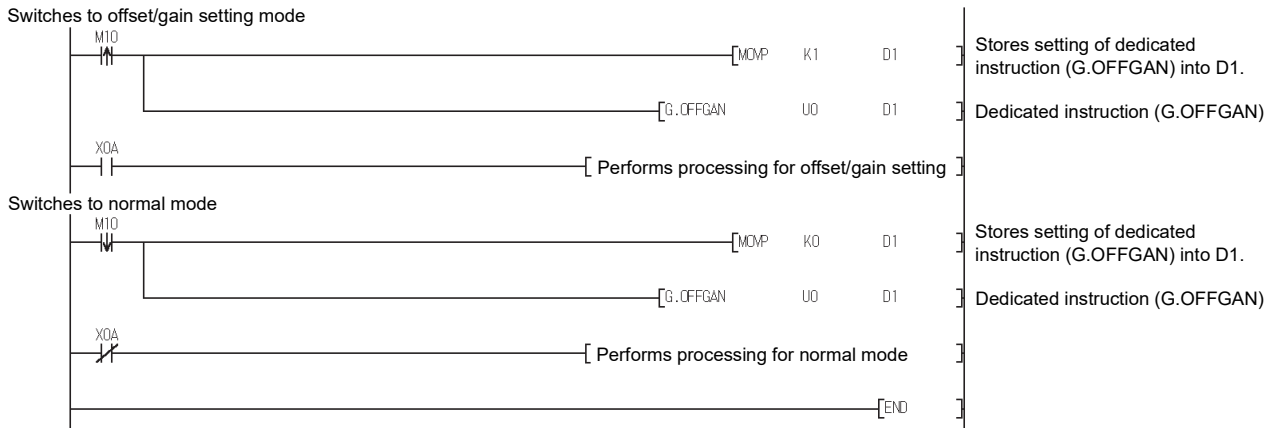 Switches to offset/gain setting mode
M10
MOVP K1 D1
Stores setting of dedicated
instruction (G.OFFGAN) into D1.
G.OFFGAN U0 D1
Dedicated instruction (G.OFFGAN)
X0A
Performs processing for offset/gain setting
Switches to normal mode
M10
MOVP K0 D1
Stores setting of dedicated
instruction (G.OFFGAN) into D1.
G.OFFGAN U0 D1
Dedicated instruction (G.OFFGAN)
X0A
Performs processing for normal mode
END